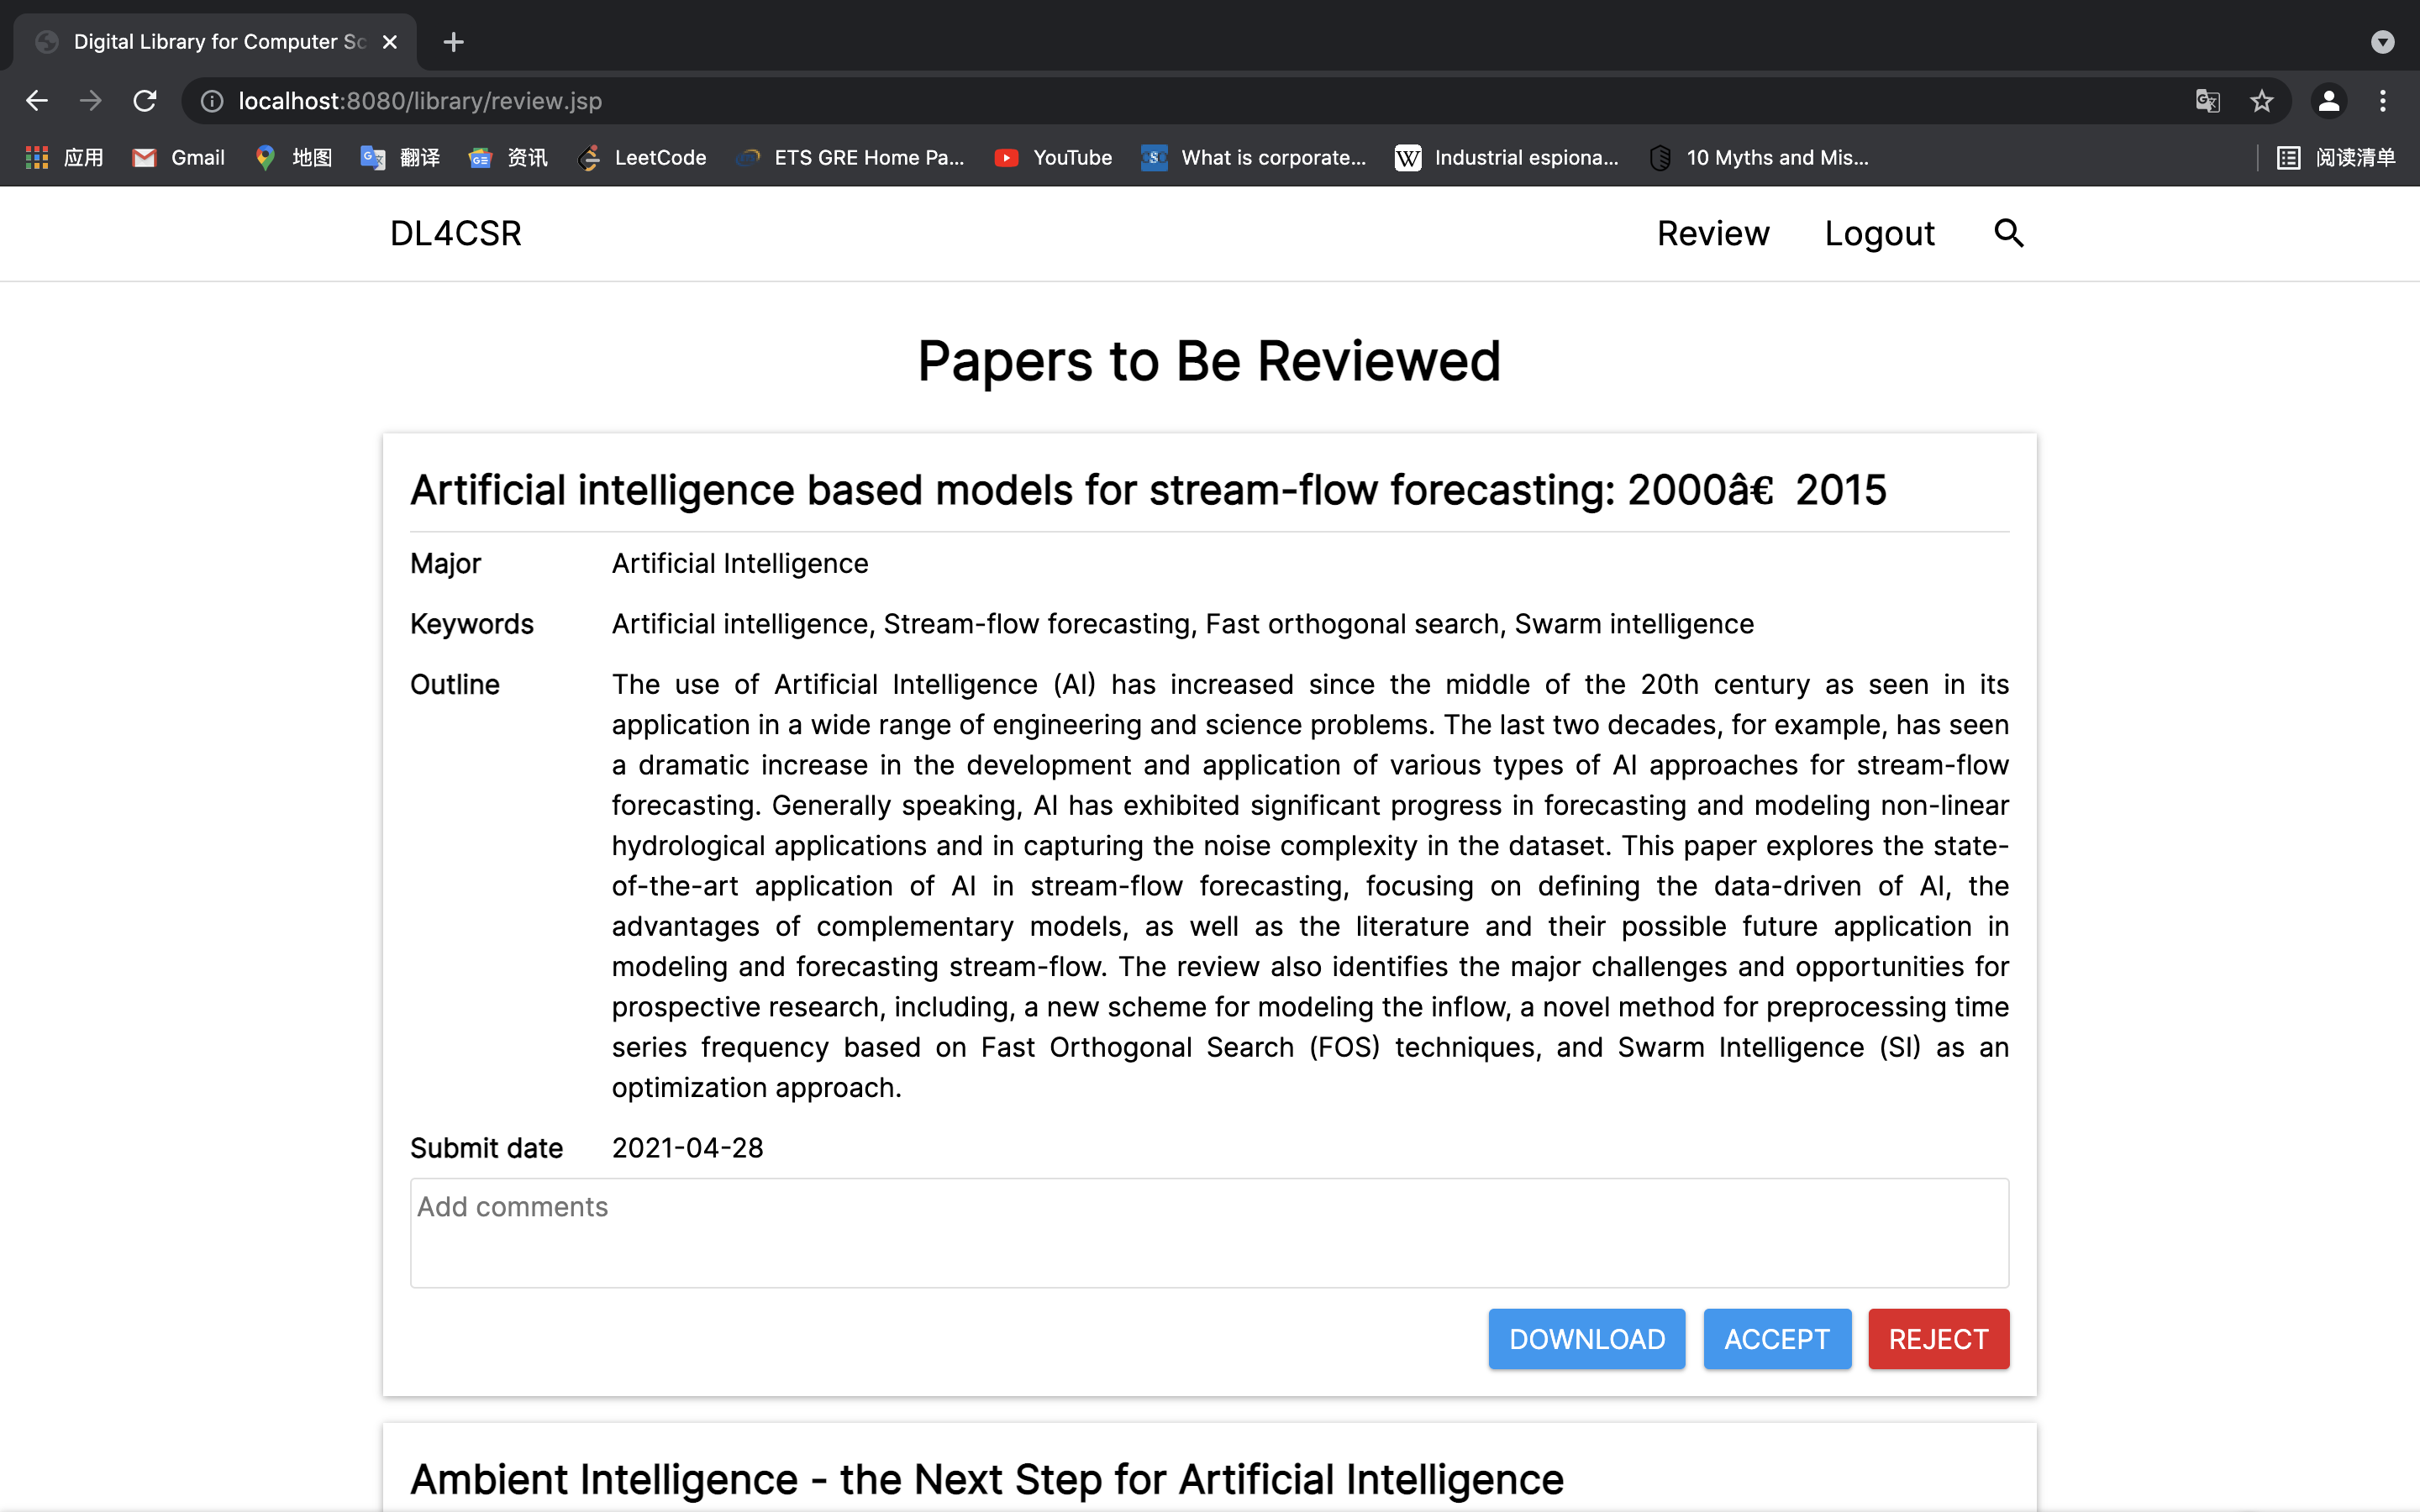 Digital Library for Computer Sc
localhost:8080/library/review.jsp
应用 Gmail 地图 翻译 资讯 LeetCode ETS GRE Home Pa... YouTube What is corporate... Industrial espiona... 10 Myths and Mis... 阅读清单
DL4CSR Review Logout
Papers to Be Reviewed
Artificial intelligence based models for stream-flow forecasting: 2000â€ 2015
Major Artificial Intelligence
Keywords Artificial intelligence, Stream-flow forecasting, Fast orthogonal search, Swarm intelligence
Outline The use of Artificial Intelligence (AI) has increased since the middle of the 20th century as seen in its
application in a wide range of engineering and science problems. The last two decades, for example, has seen
a dramatic increase in the development and application of various types of AI approaches for stream-flow
forecasting. Generally speaking, AI has exhibited significant progress in forecasting and modeling non-linear
hydrological applications and in capturing the noise complexity in the dataset. This paper explores the state-
of-the-art application of AI in stream-flow forecasting, focusing on defining the data-driven of AI, the
advantages of complementary models, as well as the literature and their possible future application in
modeling and forecasting stream-flow. The review also identifies the major challenges and opportunities for
prospective research, including, a new scheme for modeling the inflow, a novel method for preprocessing time
series frequency based on Fast Orthogonal Search (FOS) techniques, and Swarm Intelligence (SI) as an
optimization approach.
Submit date 2021-04-28
Add comments
DOWNLOAD ACCEPT REJECT
Ambient Intelligence - the Next Step for Artificial Intelligence